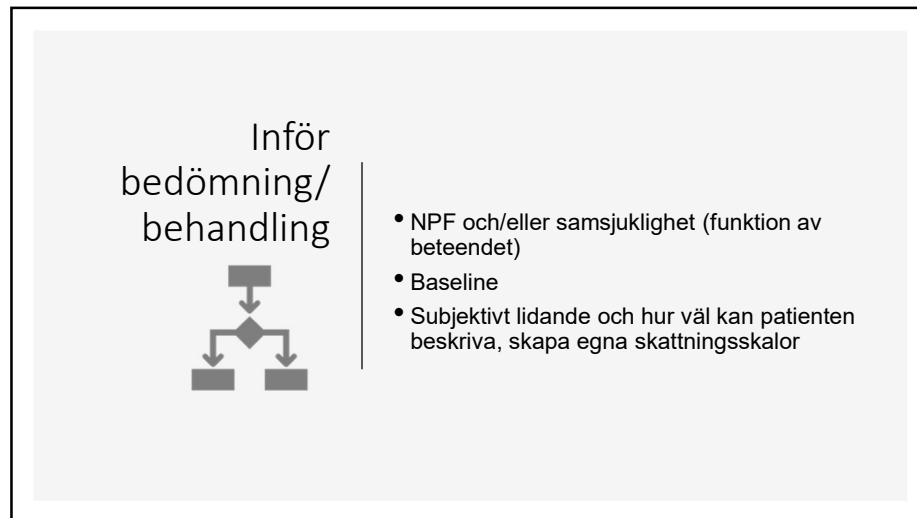 Inför
bedömning/
behandling
• NPF och/eller samsjuklighet (funktion av
beteendet)
• Baseline
• Subjektivt lidande och hur väl kan patienten
beskriva, skapa egna skattningsskalor